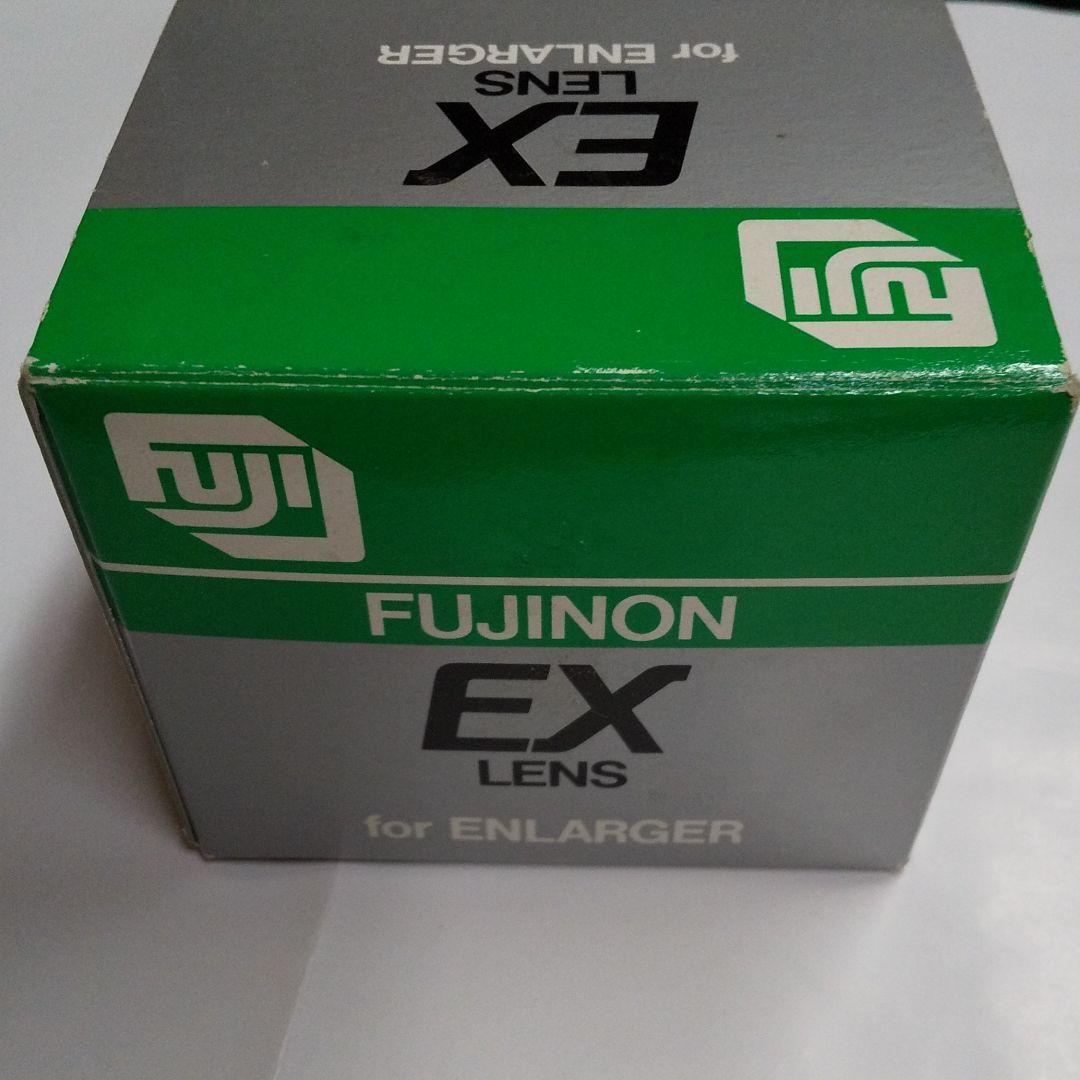 for ENLARGER
LENS
EX
FUJI
FUJI
FUJINON
EX
LENS
for ENLARGER